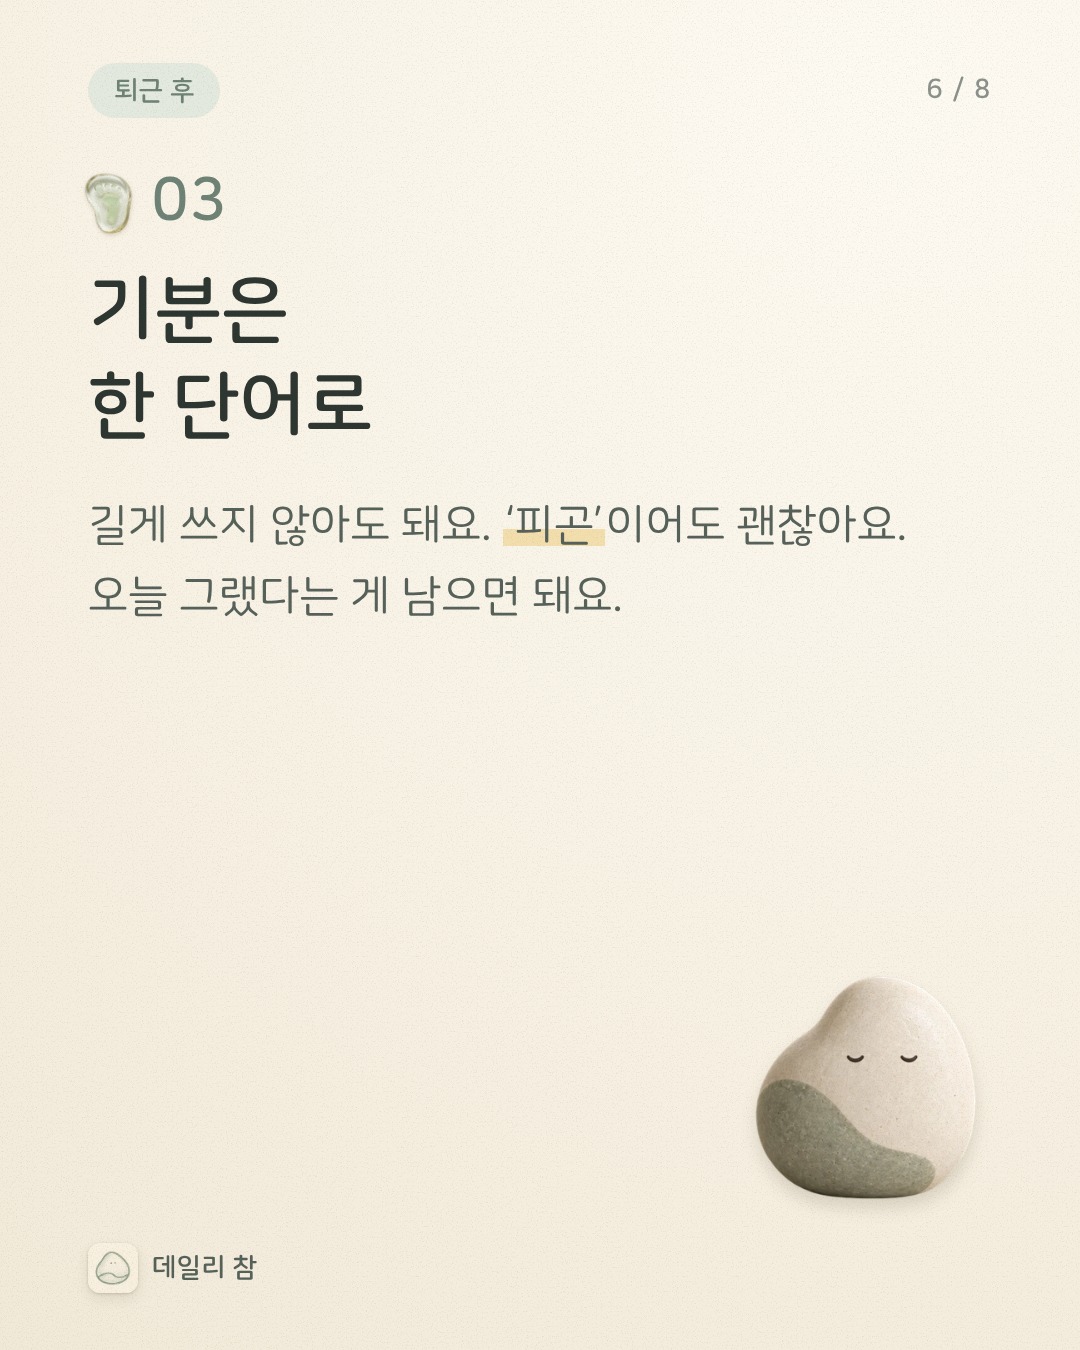 퇴근 후
6 / 8
03
기분은
한 단어로
길게 쓰지 않아도 돼요. ‘피곤’이어도 괜찮아요.
오늘 그랬다는 게 남으면 돼요.
데일리 참